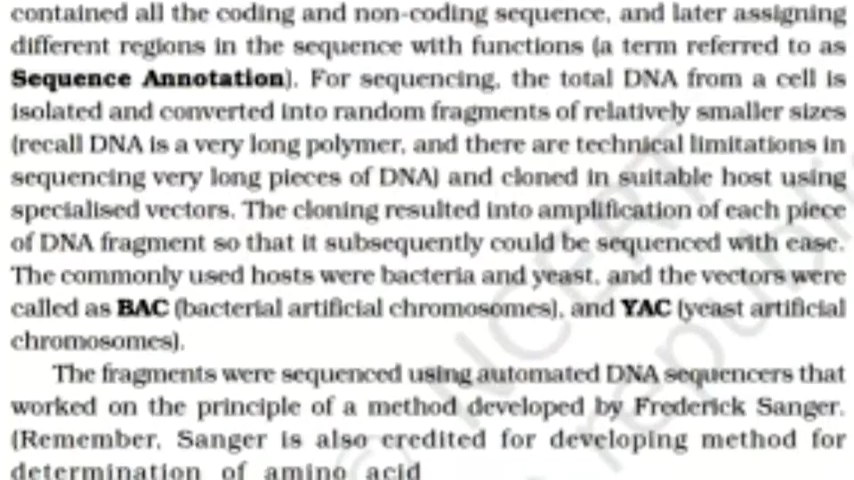 contained all the coding and non-coding sequence, and later assigning
different regions in the sequence with functions (a term referred to as
Sequence Annotation). For sequencing, the total DNA from a cell is
isolated and converted into random fragments of relatively smaller sizes
(recall DNA is a very long polymer, and there are technical limitations in
sequencing very long pieces of DNA) and cloned in suitable host using
specialised vectors. The cloning resulted into amplification of each piece
of DNA fragment so that it subsequently could be sequenced with ease.
The commonly used hosts were bacteria and yeast, and the vectors were
called as BAC (bacterial artificial chromosomes), and YAC (yeast artificial
chromosomes).
The fragments were sequenced using automated DNA sequencers that
worked on the principle of a method developed by Frederick Sanger.
(Remember, Sanger is also credited for developing method for
determination of amino acid
© NCERT
republi